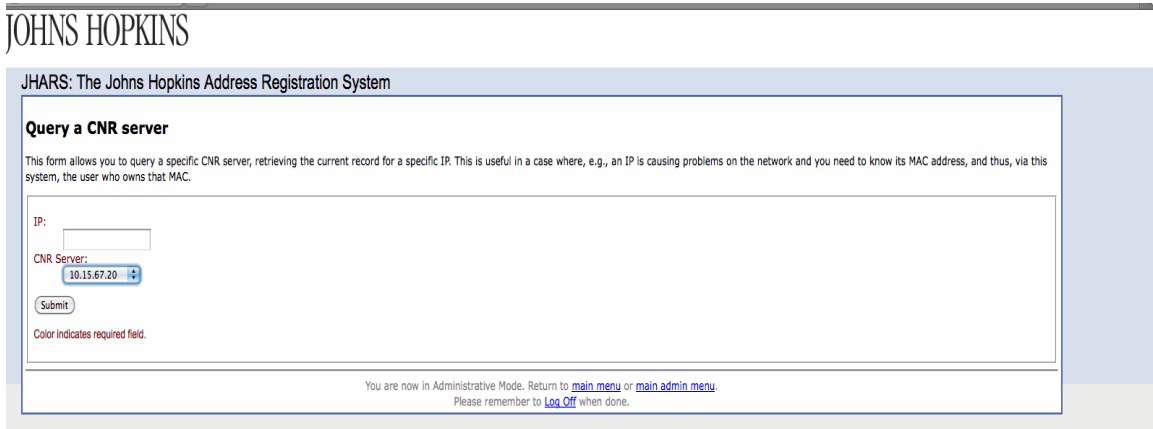 JOHNS HOPKINS
JHARS: The Johns Hopkins Address Registration System
Query a CNR server
This form allows you to query a specific CNR server, retrieving the current record for a specific IP. This is useful in a case where, e.g., an IP is causing problems on the network and you need to know its MAC address, and thus, via this
system, the user who owns that MAC.
IP:
CNR Server:
10.15.67.20
Submit
Color indicates required field.
You are now in Administrative Mode. Return to main menu or main admin menu.
Please remember to Log Off when done.